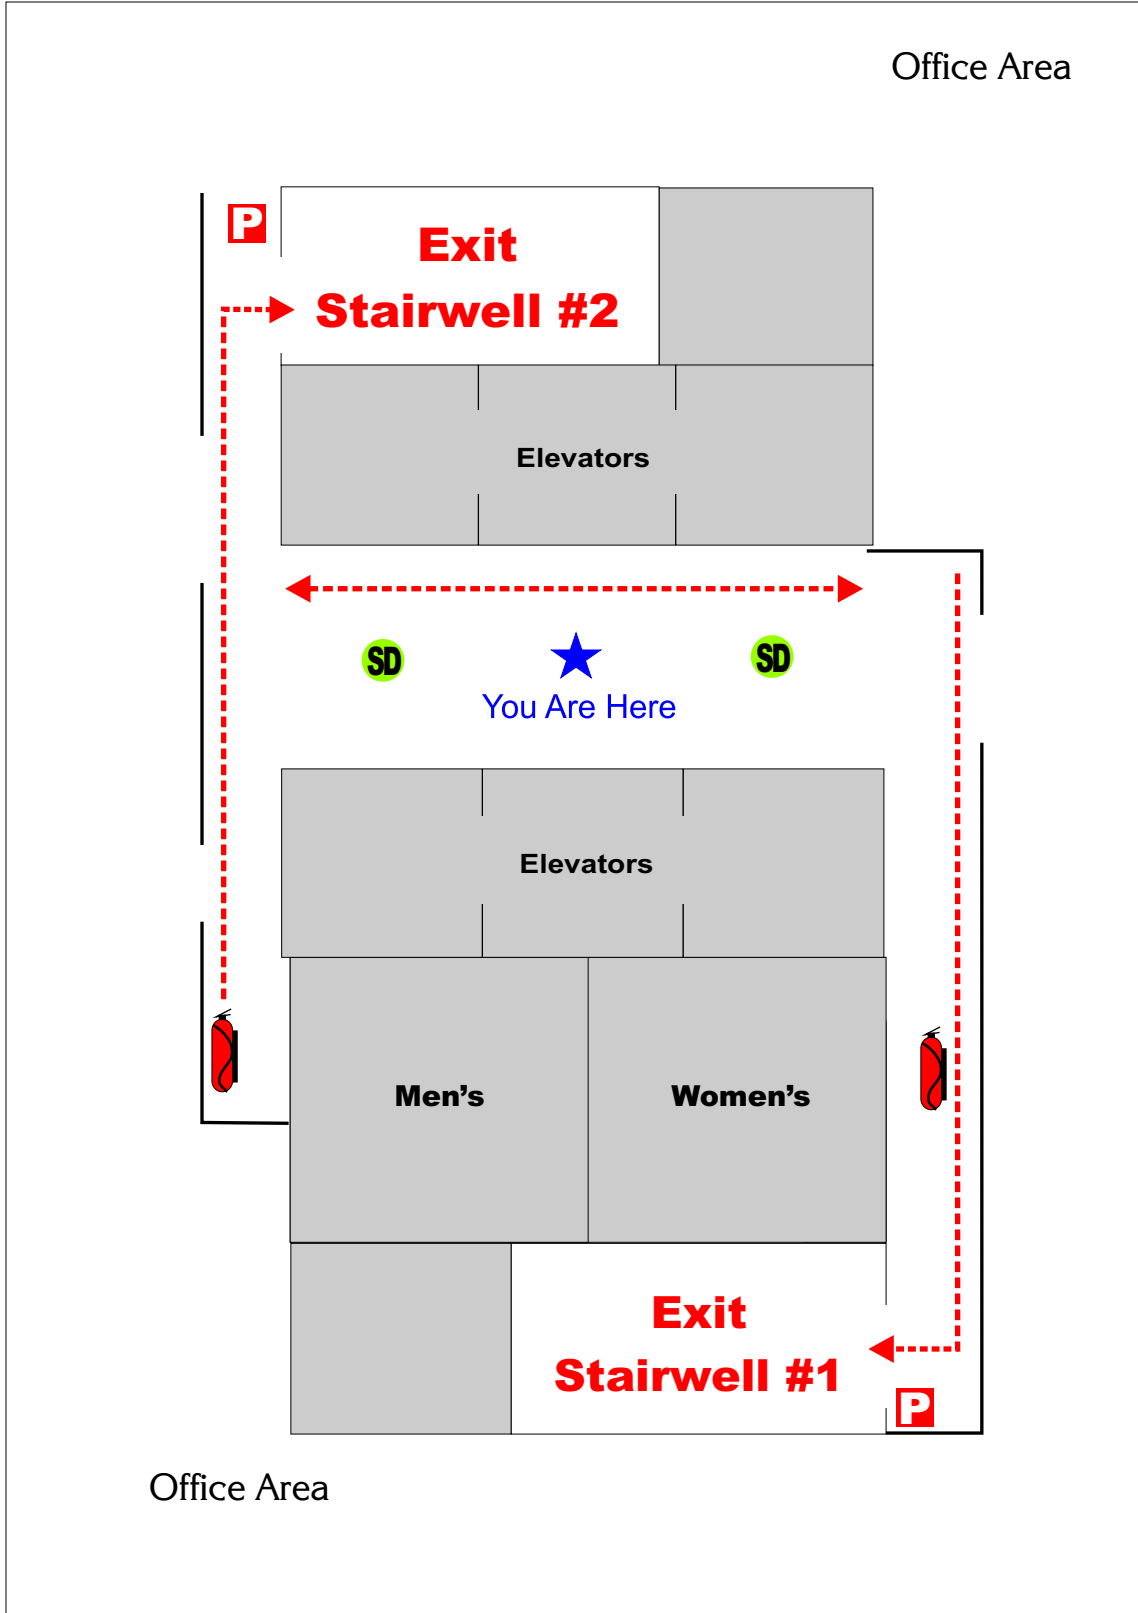 Office Area
P
Exit
Stairwell #2
Elevators
SD
SD
You Are Here
Elevators
Men’s
Women’s
Exit
Stairwell #1
P
Office Area